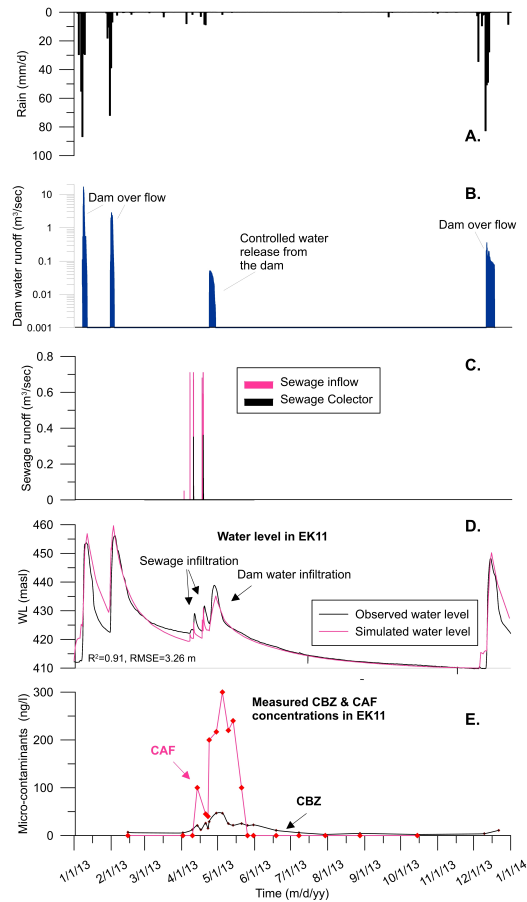 0
20
40
60
80
100
Rain (mm/d)
A.
10
1
0.1
0.01
0.001
Dam water runoff (m³/sec)
B.
Dam over flow
Controlled water
release from
the dam
Dam over flow
0.8
0.6
0.4
0.2
0
Sewage runoff (m³/sec)
C.
Sewage inflow
Sewage Colector
460
450
440
430
420
410
WL (masl)
D.
Water level in EK11
Sewage infiltration
Dam water infiltration
Observed water level
Simulated water level
R²=0.91, RMSE=3.26 m
300
200
100
0
Micro-contaminants (ng/l)
Measured CBZ & CAF
concentrations in EK11
E.
CAF
CBZ
1/1/13
2/1/13
3/1/13
4/1/13
5/1/13
6/1/13
7/1/13
8/1/13
9/1/13
10/1/13
11/1/13
12/1/13
1/1/14
Time (m/d/yy)